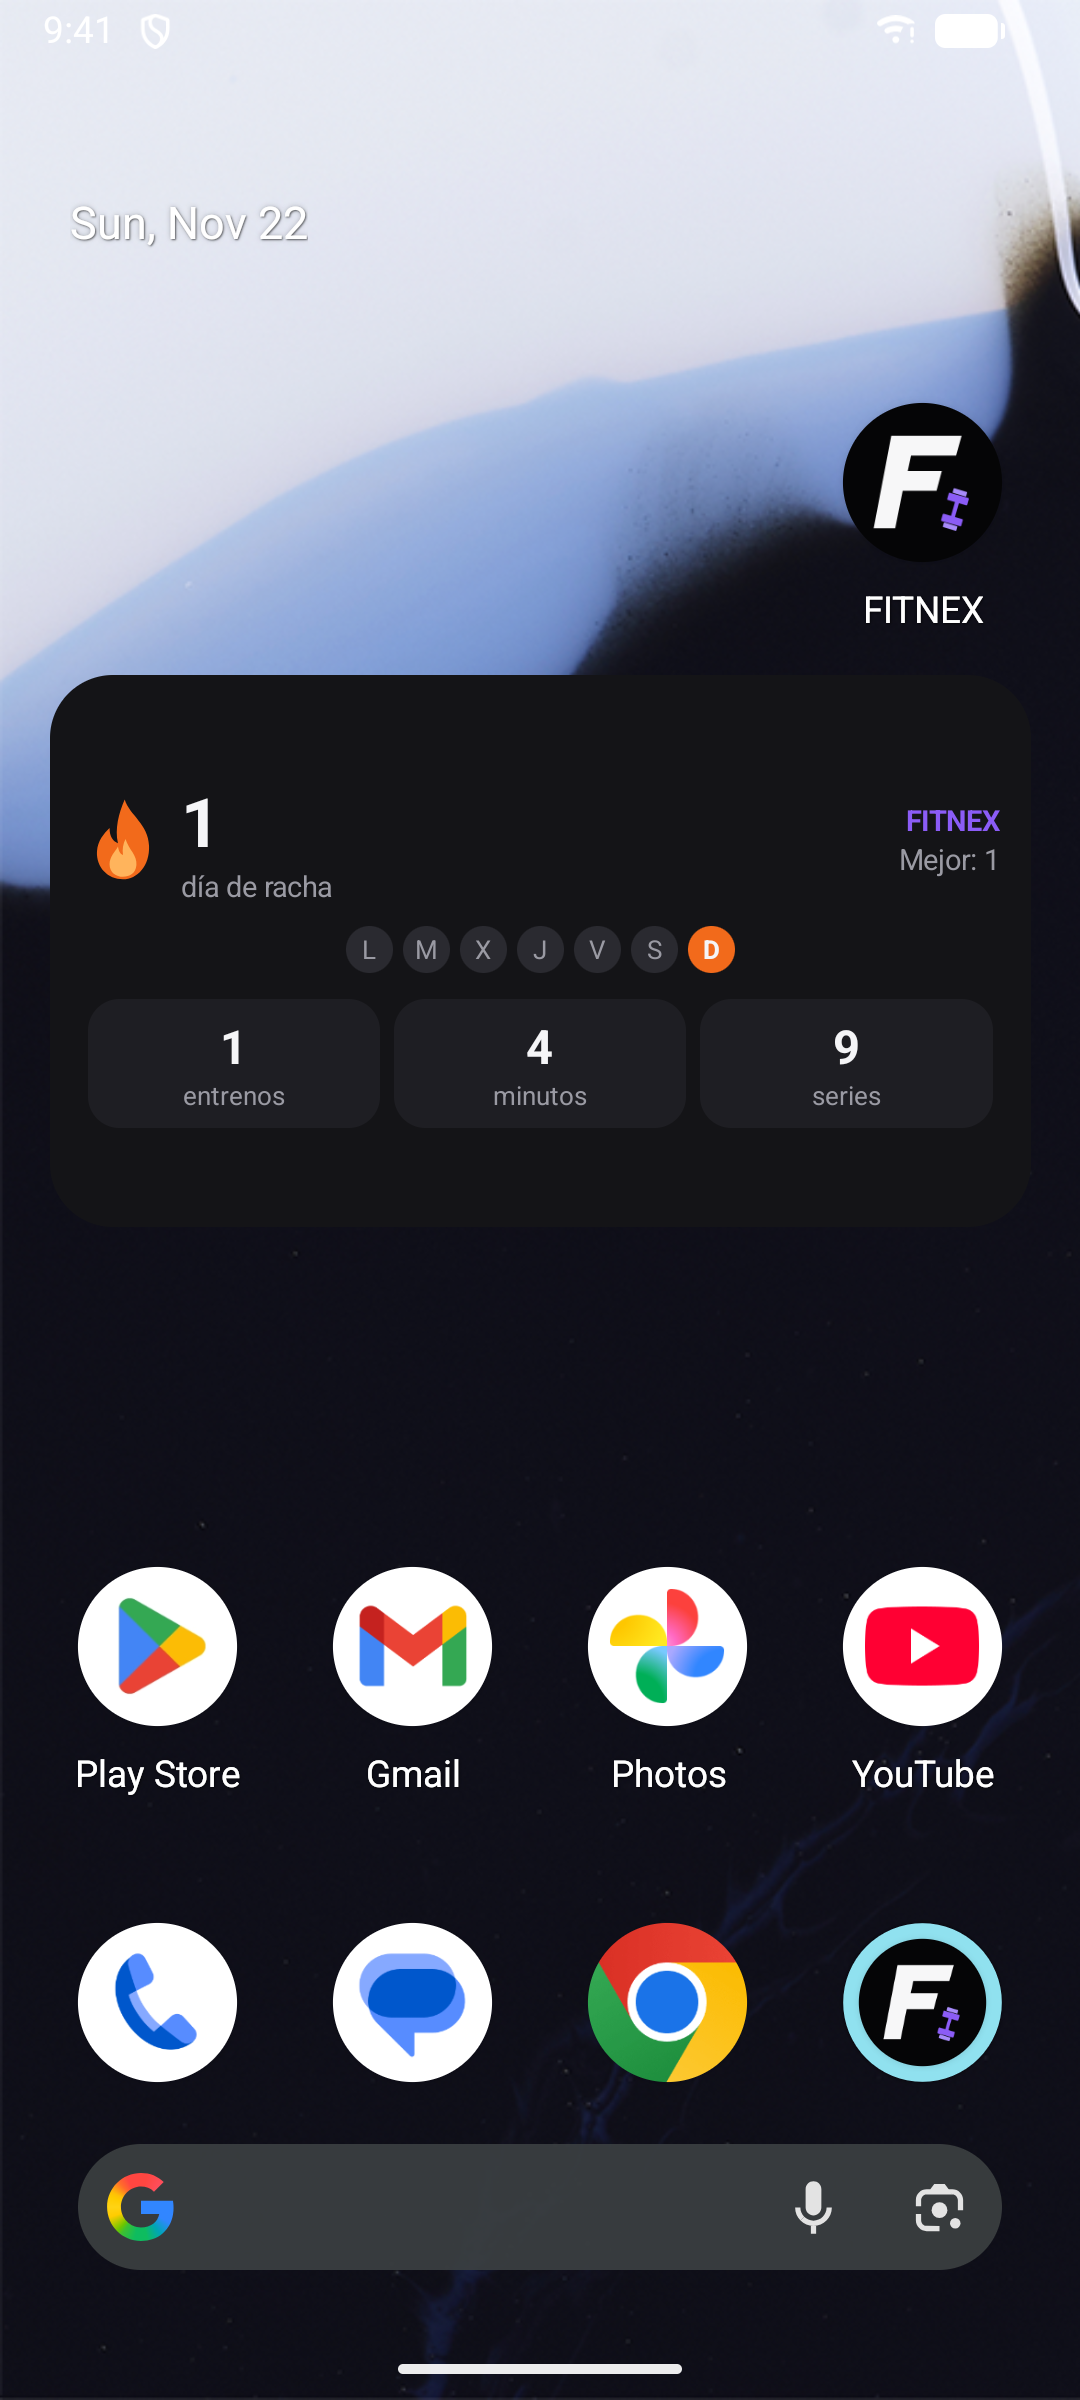 9:41
Sun, Nov 22
F
FITNEX
1
día de racha
FITNEX
Mejor: 1
L M X J V S D
1
entrenos
4
minutos
9
series
Play Store
Gmail
Photos
YouTube
F